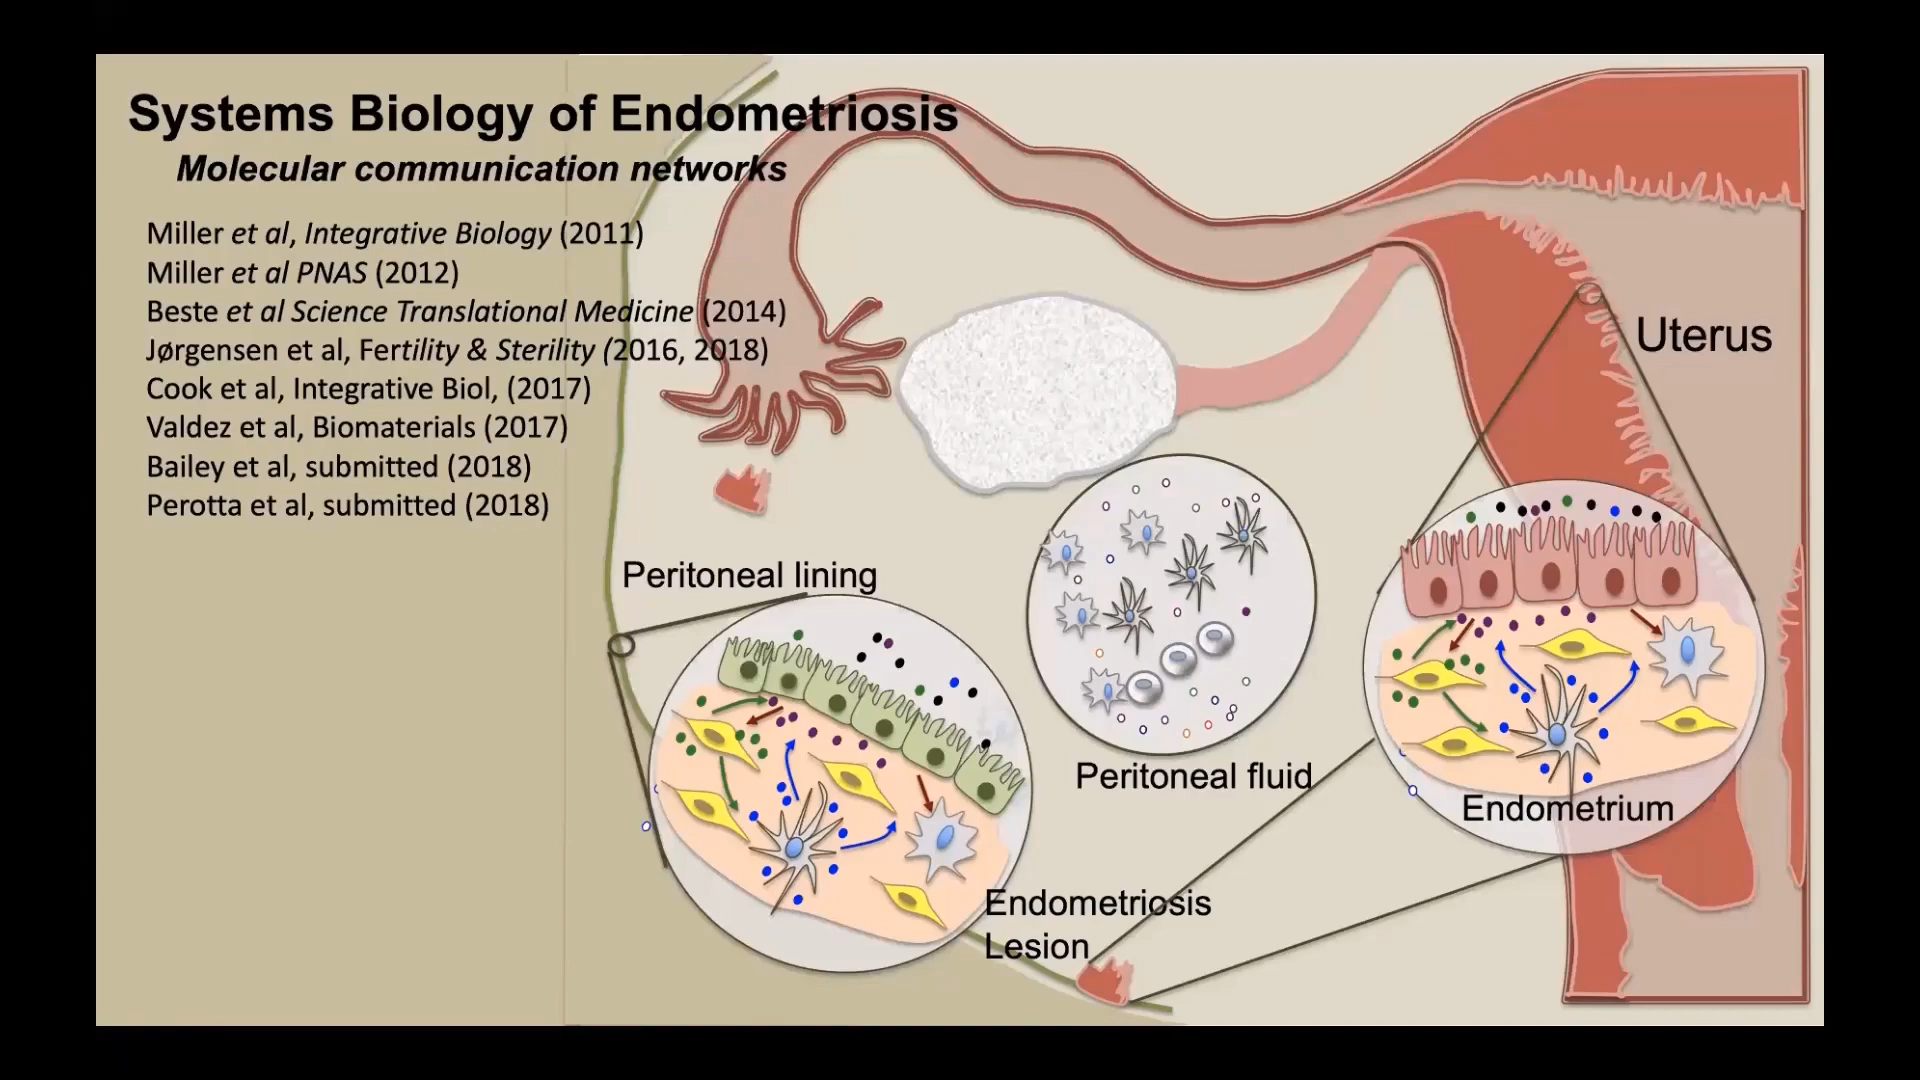 Systems Biology of Endometriosis
Molecular communication networks
Miller et al, Integrative Biology (2011)
Miller et al PNAS (2012)
Beste et al Science Translational Medicine (2014)
Jørgensen et al, Fertility & Sterility (2016, 2018)
Cook et al, Integrative Biol, (2017)
Valdez et al, Biomaterials (2017)
Bailey et al, submitted (2018)
Perotta et al, submitted (2018)
Uterus
Peritoneal lining
Peritoneal fluid
Endometrium
Endometriosis
Lesion